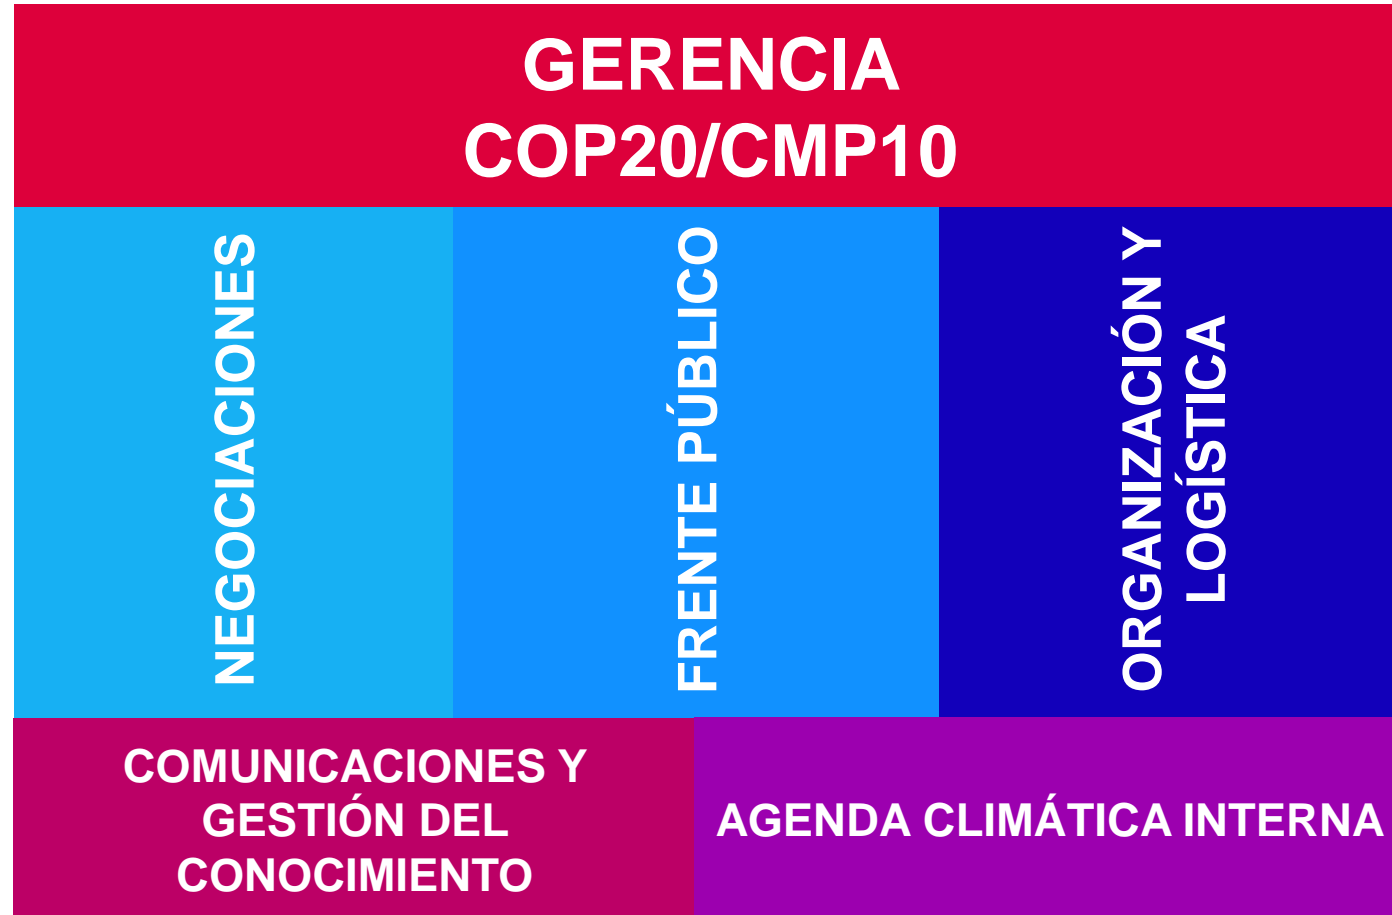 GERENCIA
COP20/CMP10
NEGOCIACIONES
FRENTE PÚBLICO
ORGANIZACIÓN Y
LOGÍSTICA
COMUNICACIONES Y
GESTIÓN DEL
CONOCIMIENTO
AGENDA CLIMÁTICA INTERNA